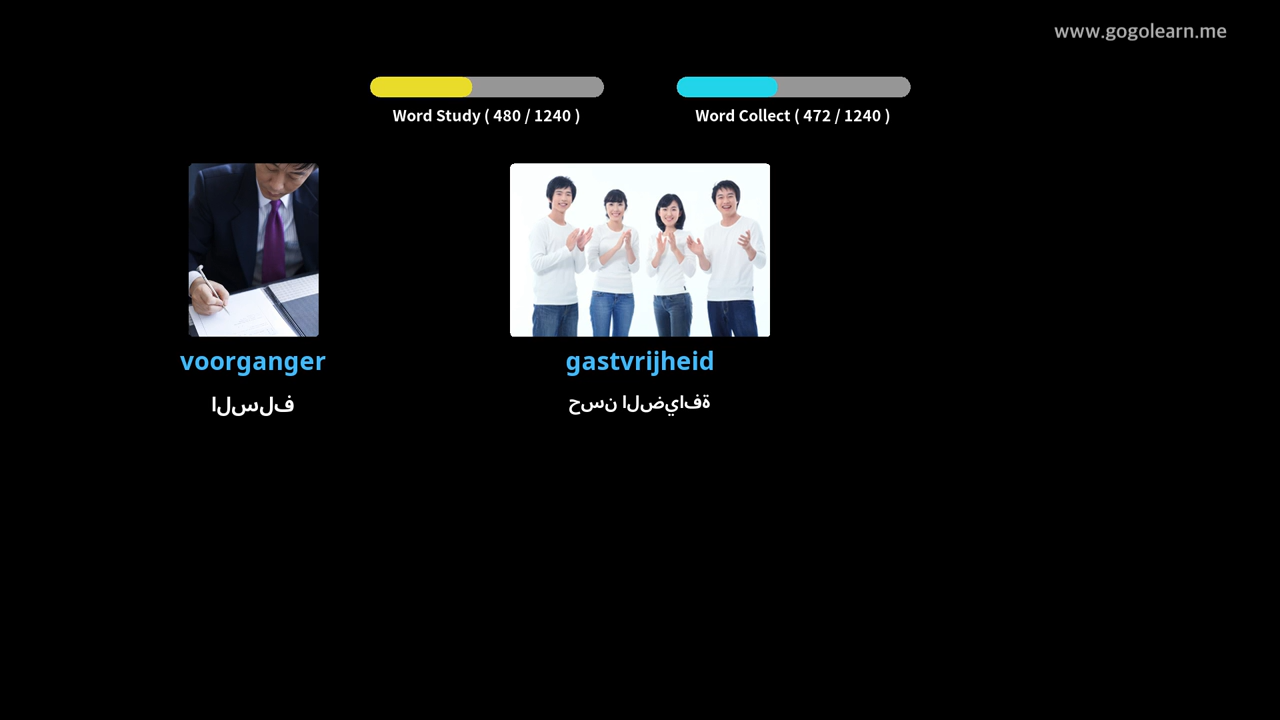 www.gogolearn.me
Word Study ( 480 / 1240 )
Word Collect ( 472 / 1240 )
voorganger
السلف
gastvrijheid
حسن الضيافة